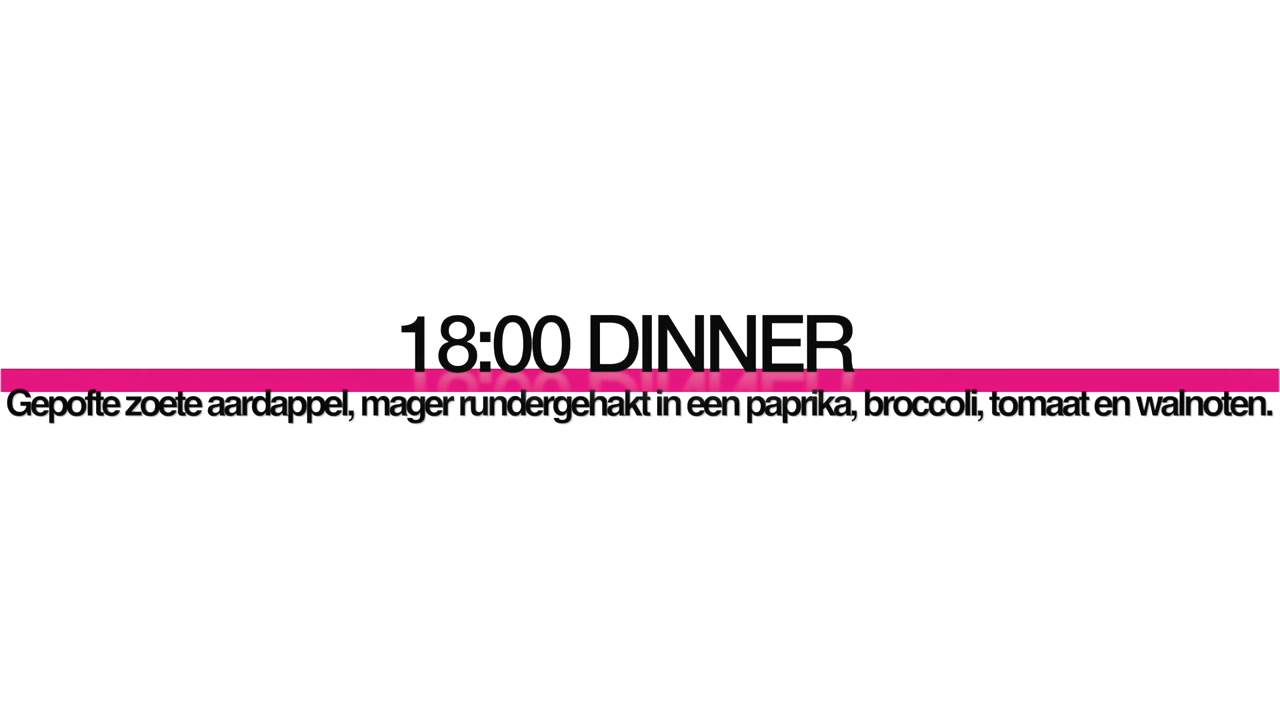 18:00 DINNER
Gepofte zoete aardappel, mager rundergehakt in een paprika, broccoli, tomaat en walnoten.